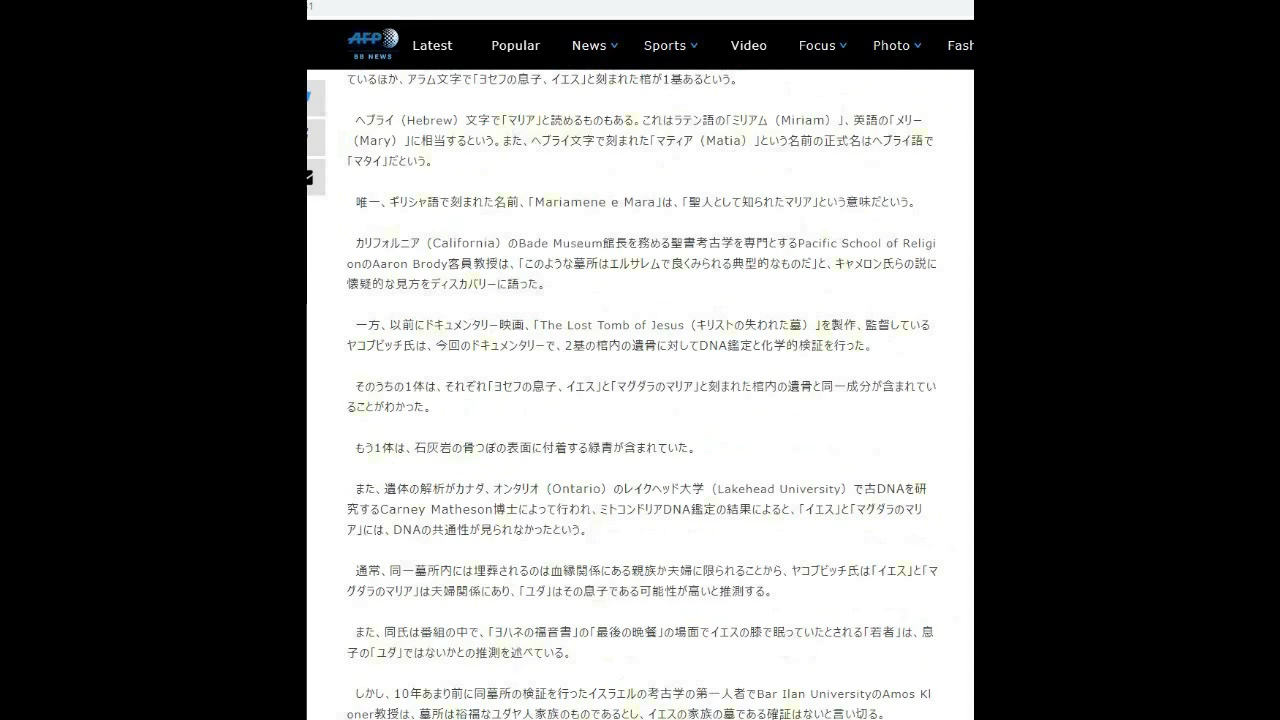 AFP
BB NEWS
Latest Popular News Sports Video Focus Photo Fash
ているほか、アラム文字で「ヨセフの息子、イエス」と刻まれた棺が1基あるという。
ヘブライ（Hebrew）文字で「マリア」と読めるものもある。これはラテン語の「ミリアム（Miriam）」、英語の「メリー
（Mary）」に相当するという。また、ヘブライ文字で刻まれた「マティア（Matia）」という名前の正式名はヘブライ語で
「マタイ」だという。
唯一、ギリシャ語で刻まれた名前、「Mariamene e Mara」は、「聖人として知られたマリア」という意味だという。
カリフォルニア（California）のBade Museum館長を務める聖書考古学を専門とするPacific School of Religi
onのAaron Brody客員教授は、「このような墓所はエルサレムで良くみられる典型的なものだ」と、キャメロン氏らの説に
懐疑的な見方をディスカバリーに語った。
一方、以前にドキュメンタリー映画、「The Lost Tomb of Jesus（キリストの失われた墓）」を製作、監督している
ヤコブビッチ氏は、今回のドキュメンタリーで、2基の棺内の遺骨に対してDNA鑑定と化学的検証を行った。
そのうちの1体は、それぞれ「ヨセフの息子、イエス」と「マグダラのマリア」と刻まれた棺内の遺骨と同一成分が含まれてい
ることがわかった。
もう1体は、石灰岩の骨つぼの表面に付着する緑青が含まれていた。
また、遺体の解析がカナダ、オンタリオ（Ontario）のレイクヘッド大学（Lakehead University）で古DNAを研
究するCarney Matheson博士によって行われ、ミトコンドリアDNA鑑定の結果によると、「イエス」と「マグダラのマリ
ア」には、DNAの共通性が見られなかったという。
通常、同一墓所内には埋葬されるのは血縁関係にある親族か夫婦に限られることから、ヤコブビッチ氏は「イエス」と「マ
グダラのマリア」は夫婦関係にあり、「ユダ」はその息子である可能性が高いと推測する。
また、同氏は番組の中で、「ヨハネの福音書」の「最後の晩餐」の場面でイエスの膝で眠っていたとされる「若者」は、息
子の「ユダ」ではないかとの推測を述べている。
しかし、10年あまり前に同墓所の検証を行ったイスラエルの考古学の第一人者でBar Ilan UniversityのAmos Kl
oner教授は、墓所は裕福なユダヤ人家族のものであるとし、イエスの家族の墓である確証はないと言い切る。